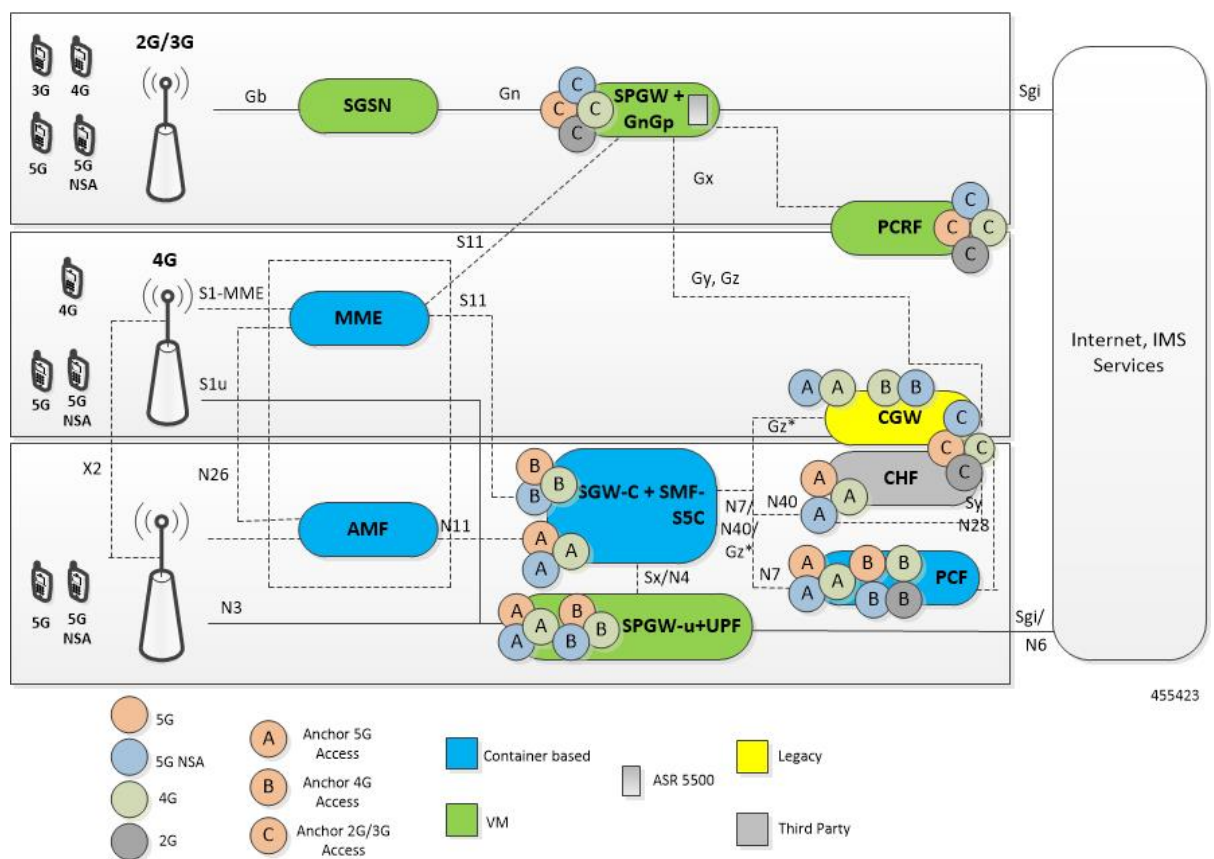 2G/3G
3G
4G
5G
5G
NSA
Gb
SGSN
Gn
C
C
C
C
SPGW +
GnGp
Sgi
Gx
PCRF
C
C
C
C
S11
4G
4G
S1-MME
MME
S11
Gy, Gz
Internet, IMS
Services
5G
5G
NSA
S1u
A
A
B
B
CGW
Gz*
C
C
C
C
X2
N26
B
B
B
SGW-C + SMF-
S5C
CHF
A
A
A
N40
Sy
N28
AMF
N11
A
A
A
N7/
N40/
Gz*
Sx/N4
N7
A
A
A
B
B
B
B
PCF
5G
5G
NSA
N3
A
A
A
B
B
B
SPGW-u+UPF
Sgi/
N6
455423
5G
5G NSA
4G
2G
A
Anchor 5G
Access
B
Anchor 4G
Access
C
Anchor 2G/3G
Access
Container based
VM
ASR 5500
Legacy
Third Party